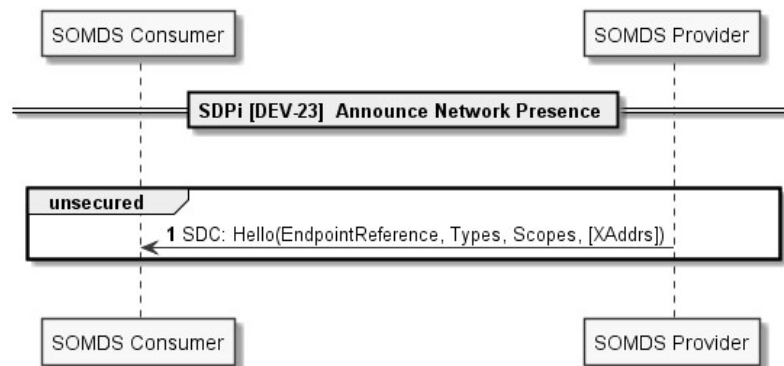 SOMDS Consumer SOMDS Provider
SDPi [DEV-23]  Announce Network Presence
unsecured
1 SDC: Hello(EndpointReference, Types, Scopes, [XAddrs])
SOMDS Consumer SOMDS Provider